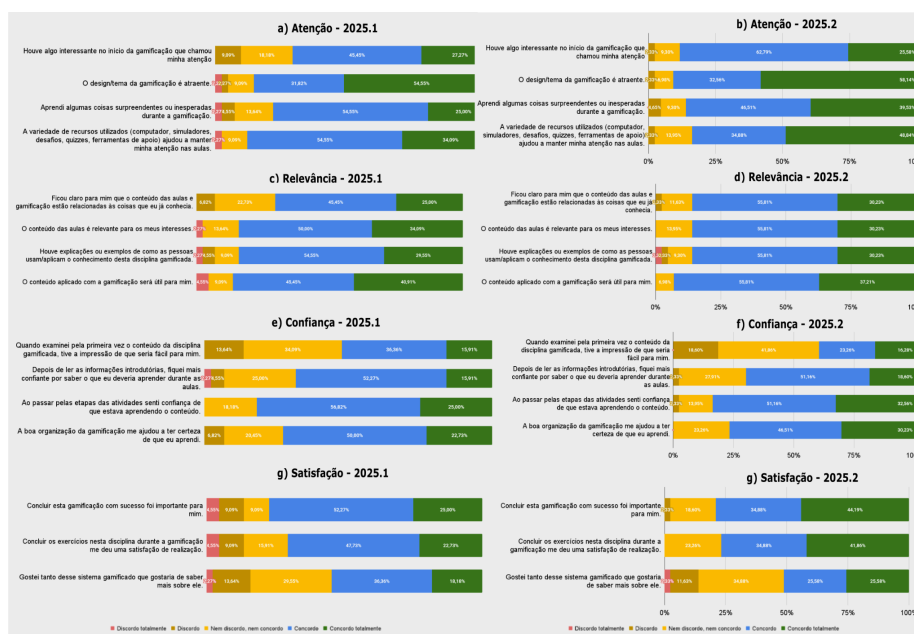 a) Atenção - 2025.1
Houve algo interessante no início da gamificação que chamou
minha atenção
9,09% 18,18% 45,45% 27,27%
O design/tema da gamificação é atraente.
9,09% 31,82% 54,55%
Aprendi algumas coisas surpreendentes ou inesperadas
durante a gamificação.
13,64% 54,55% 25,00%
A variedade de recursos utilizados (computador, simuladores,
desafios, quizzes, ferramentas de apoio) ajudou a manter
minha atenção nas aulas.
9,09% 54,55% 34,09%
b) Atenção - 2025.2
Houve algo interessante no início da gamificação que
chamou minha atenção
9,30% 62,79% 25,58%
O design/tema da gamificação é atraente.
32,56% 58,14%
Aprendi algumas coisas surpreendentes ou inesperadas
durante a gamificação.
9,30% 46,51% 39,53%
A variedade de recursos utilizados (computador,
simuladores, desafios, quizzes, ferramentas de apoio)
ajudou a manter minha atenção nas aulas.
13,95% 34,88% 48,84%
0% 25% 50% 75% 100%
c) Relevância - 2025.1
Ficou claro para mim que o conteúdo das aulas e
gamificação estão relacionadas às coisas que eu já conhecia.
6,82% 22,73% 45,45% 25,00%
O conteúdo das aulas é relevante para os meus interesses.
13,64% 50,00% 34,09%
Houve explicações ou exemplos de como as pessoas
usam/aplicam o conhecimento desta disciplina gamificada.
9,09% 54,55% 29,55%
O conteúdo aplicado com a gamificação será útil para mim.
4,55% 9,09% 45,45% 40,91%
d) Relevância - 2025.2
Ficou claro para mim que o conteúdo das aulas e
gamificação estão relacionadas às coisas que eu já
conhecia.
11,63% 55,81% 30,23%
O conteúdo das aulas é relevante para os meus interesses.
13,95% 55,81% 30,23%
Houve explicações ou exemplos de como as pessoas
usam/aplicam o conhecimento desta disciplina gamificada.
9,30% 55,81% 30,23%
O conteúdo aplicado com a gamificação será útil para mim.
6,98% 55,81% 37,21%
0% 25% 50% 75% 100%
e) Confiança - 2025.1
Quando examinei pela primeira vez o conteúdo da disciplina
gamificada, tive a impressão de que seria fácil para mim.
13,64% 34,09% 36,36% 15,91%
Depois de ler as informações introdutórias, fiquei mais
confiante por saber o que eu deveria aprender durante as
aulas.
25,00% 52,27% 15,91%
Ao passar pelas etapas das atividades senti confiança de
que estava aprendendo o conteúdo.
18,18% 56,82% 25,00%
A boa organização da gamificação me ajudou a ter certeza
de que eu aprendi.
6,82% 50,00% 22,73%
f) Confiança - 2025.2
Quando examinei pela primeira vez o conteúdo da
disciplina gamificada, tive a impressão de que seria
fácil para mim.
18,60% 41,86% 23,26% 16,28%
Depois de ler as informações introdutórias, fiquei mais
confiante por saber o que eu deveria aprender durante
as aulas.
27,91% 51,16% 18,60%
Ao passar pelas etapas das atividades senti confiança
de que estava aprendendo o conteúdo.
13,95% 51,16% 32,56%
A boa organização da gamificação me ajudou a ter
certeza de que eu aprendi.
23,26% 46,51% 30,23%
0% 25% 50% 75% 100%
g) Satisfação - 2025.1
Concluir esta gamificação com sucesso foi importante para
mim.
4,55% 9,09% 9,09% 52,27% 25,00%
Concluir os exercícios nesta disciplina durante a gamificação
me deu uma satisfação de realização.
4,55% 9,09% 15,91% 47,73% 22,73%
Gostei tanto desse sistema gamificado que gostaria de saber
mais sobre ele.
13,64% 29,55% 36,36% 18,18%
g) Satisfação - 2025.2
Concluir esta gamificação com sucesso foi importante
para mim.
18,60% 34,88% 44,19%
Concluir os exercícios nesta disciplina durante a
gamificação me deu uma satisfação de realização.
23,26% 34,88% 41,86%
Gostei tanto desse sistema gamificado que gostaria
de saber mais sobre ele.
11,63% 34,88% 25,58% 25,58%
0% 25% 50% 75% 100%
Discordo totalmente Discordo Nem discordo, nem concordo Concordo Concordo totalmente
Discordo totalmente Discordo Nem discordo, nem concordo Concordo Concordo totalmente